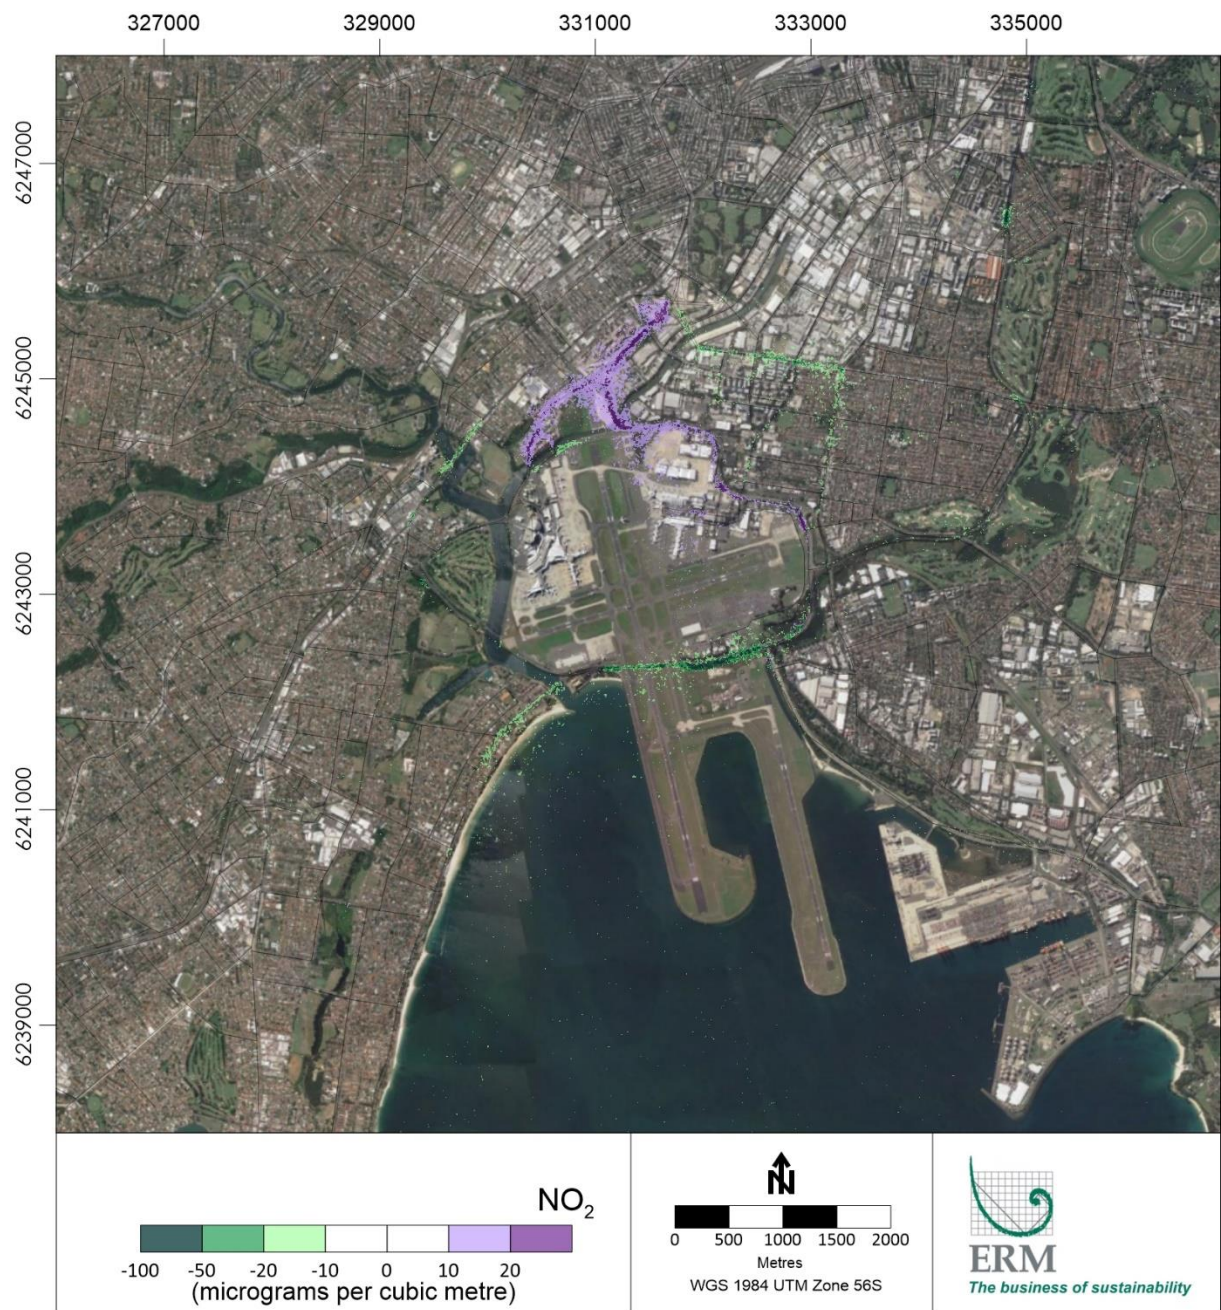 327000 329000 331000 333000 335000
6247000
6245000
6243000
6241000
6239000
NO₂
-100 -50 -20 -10 0 10 20
(micrograms per cubic metre)
N
0 500 1000 1500 2000
Metres
WGS 1984 UTM Zone 56S
ERM
The business of sustainability